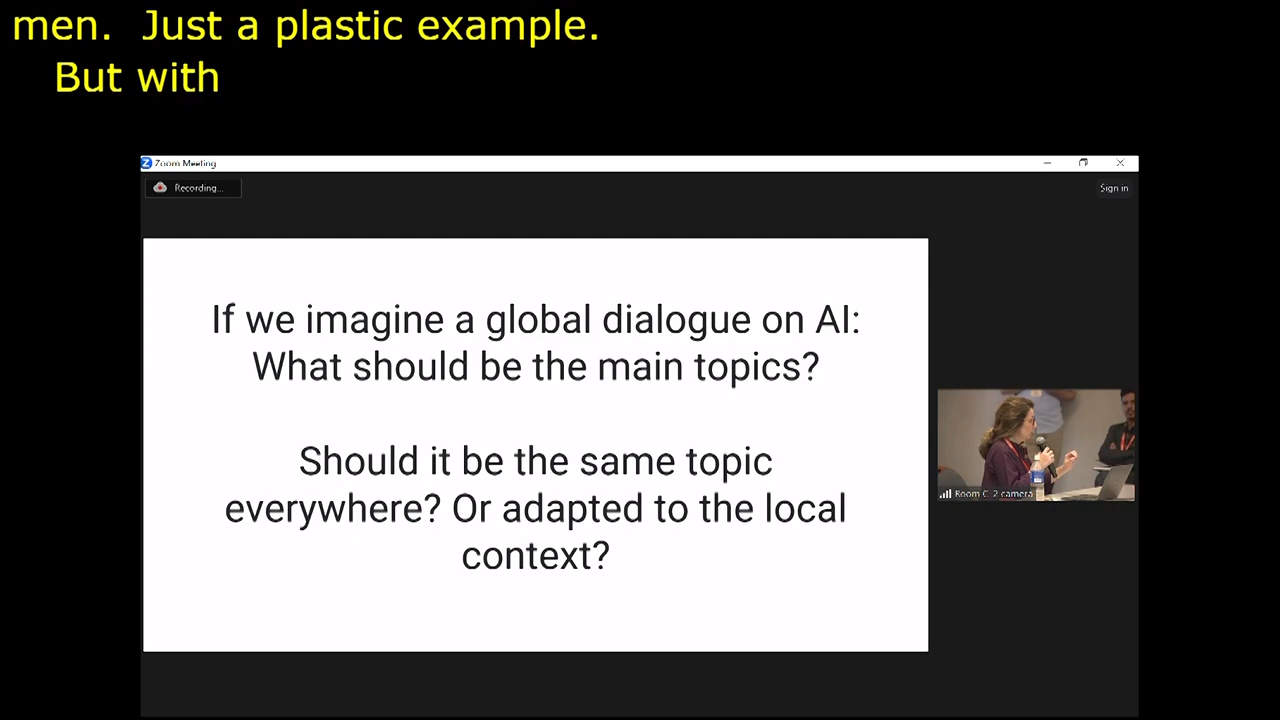 men.  Just a plastic example.
But with
Zoom Meeting
Recording...
Sign in
If we imagine a global dialogue on AI:
What should be the main topics?
Should it be the same topic
everywhere? Or adapted to the local
context?
Room C_2 camera